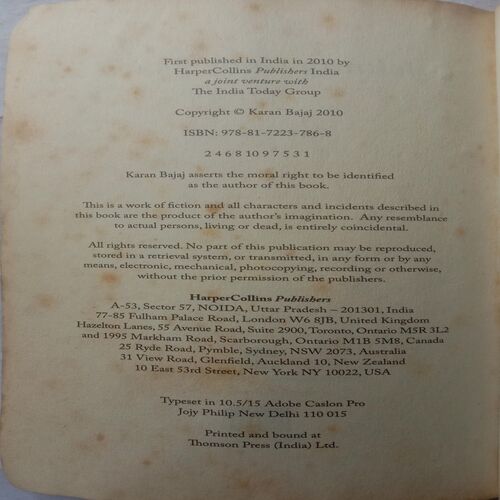 First published in India in 2010 by
HarperCollins Publishers India
a joint venture with
The India Today Group
Copyright © Karan Bajaj 2010
ISBN: 978-81-7223-786-8
2 4 6 8 10 9 7 5 3 1
Karan Bajaj asserts the moral right to be identified
as the author of this book.
This is a work of fiction and all characters and incidents described in
this book are the product of the author's imagination. Any resemblance
to actual persons, living or dead, is entirely coincidental.
All rights reserved. No part of this publication may be reproduced,
stored in a retrieval system, or transmitted, in any form or by any
means, electronic, mechanical, photocopying, recording or otherwise,
without the prior permission of the publishers.
HarperCollins Publishers
A-53, Sector 57, NOIDA, Uttar Pradesh – 201301, India
77-85 Fulham Palace Road, London W6 8JB, United Kingdom
Hazelton Lanes, 55 Avenue Road, Suite 2900, Toronto, Ontario M5R 3L2
and 1995 Markham Road, Scarborough, Ontario M1B 5M8, Canada
25 Ryde Road, Pymble, Sydney, NSW 2073, Australia
31 View Road, Glenfield, Auckland 10, New Zealand
10 East 53rd Street, New York NY 10022, USA
Typeset in 10.5/15 Adobe Caslon Pro
Jojy Philip New Delhi 110 015
Printed and bound at
Thomson Press (India) Ltd.